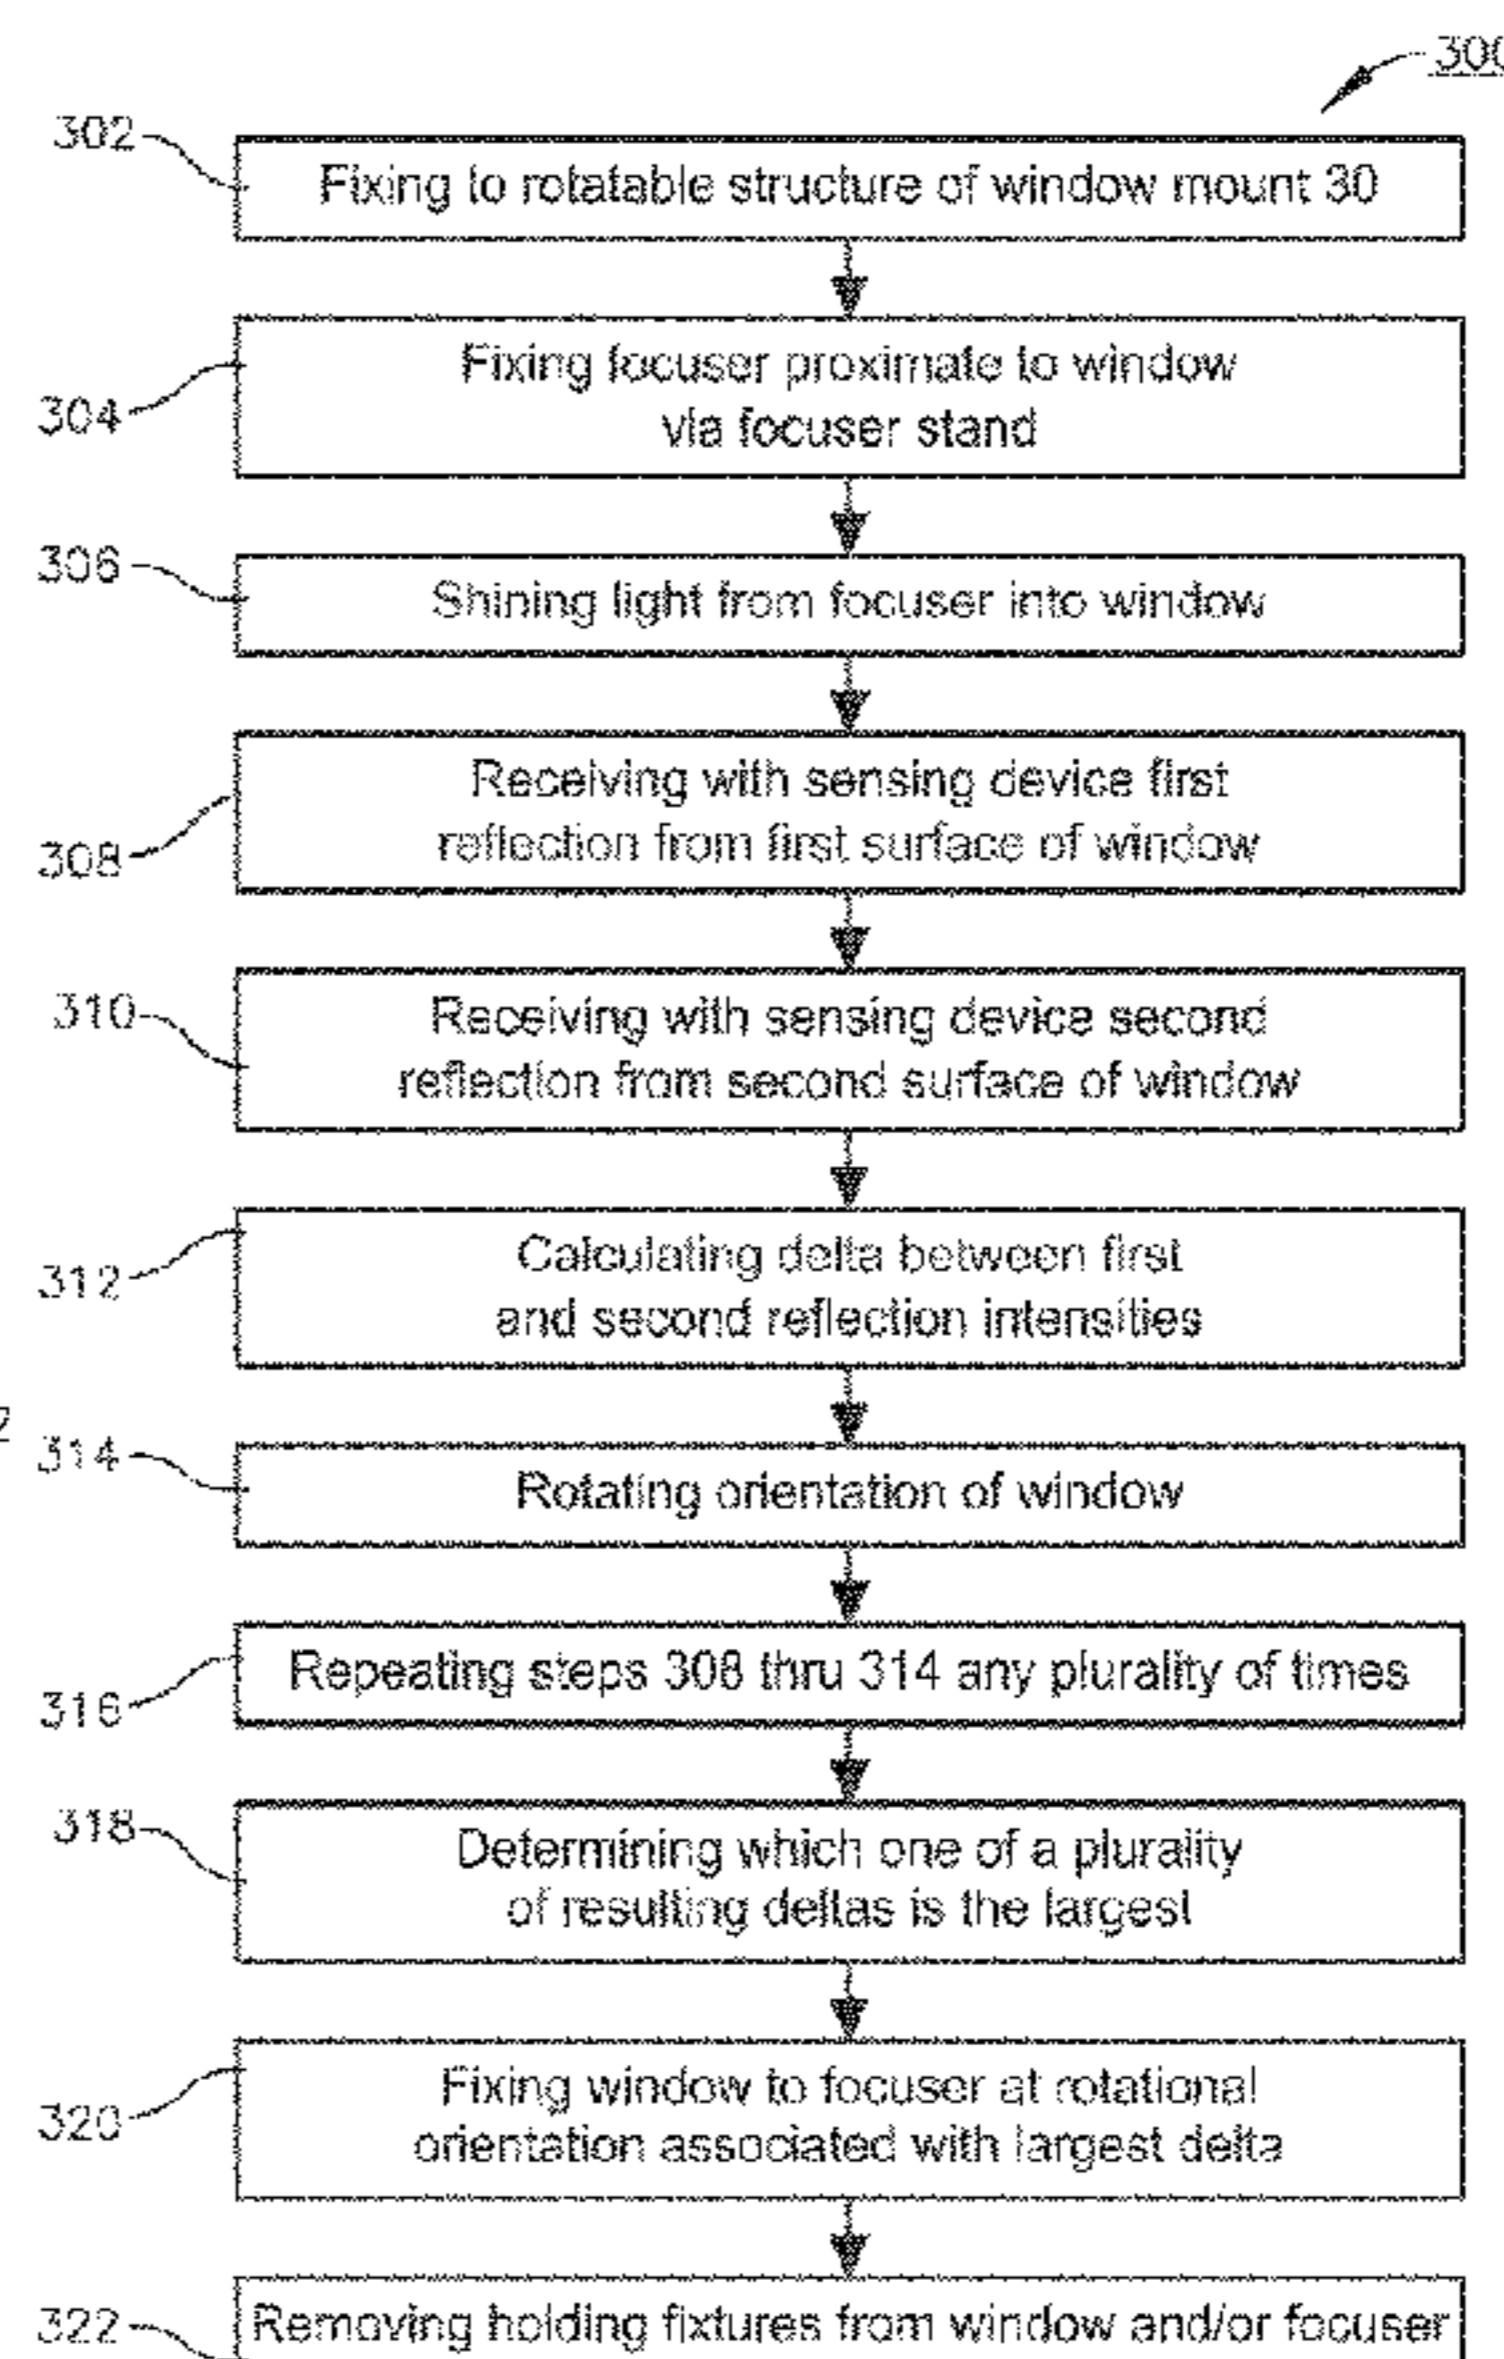 300
302
Fixing to rotatable structure of window mount 30
304
Fixing focuser proximate to window
via focuser stand
306
Shining light from focuser into window
308
Receiving with sensing device first
reflection from first surface of window
310
Receiving with sensing device second
reflection from second surface of window
312
Calculating delta between first
and second reflection intensities
2
314
Rotating orientation of window
316
Repeating steps 308 thru 314 any plurality of times
318
Determining which one of a plurality
of resulting deltas is the largest
320
Fixing window to focuser at rotational
orientation associated with largest delta
322
Removing holding fixtures from window and/or focuser